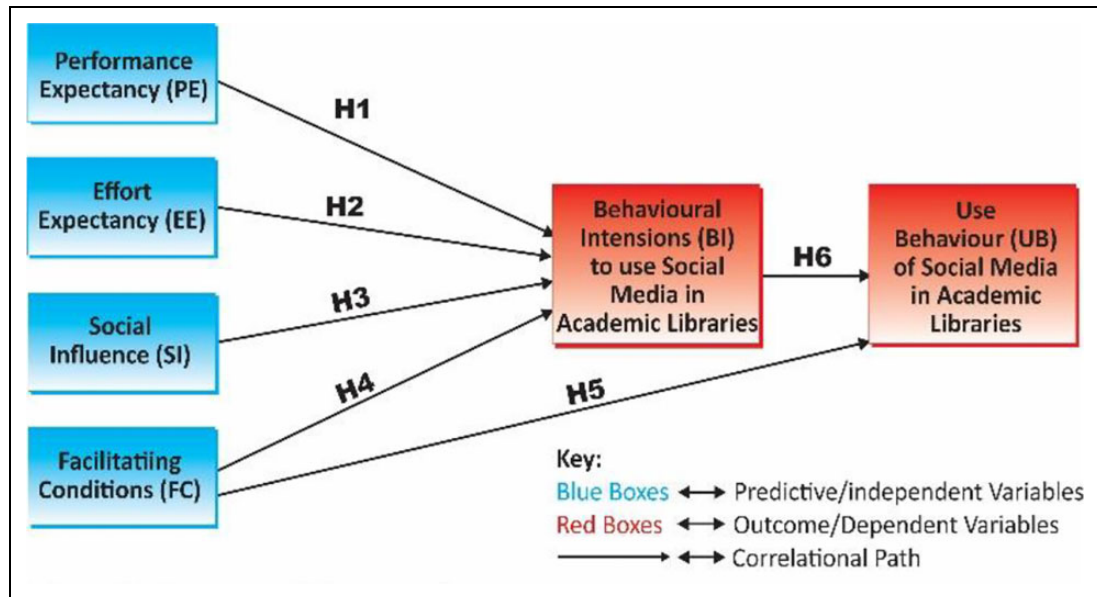 Performance
Expectancy (PE)
H1
Effort
Expectancy (EE)
H2
Social
Influence (SI)
H3
Facilitatiing
Conditions (FC)
H4
H5
Behavioural
Intensions (BI)
to use Social
Media in
Academic Libraries
H6
Use
Behaviour (UB)
of Social Media
in Academic
Libraries
Key:
Blue Boxes Predictive/independent Variables
Red Boxes Outcome/Dependent Variables
Correlational Path